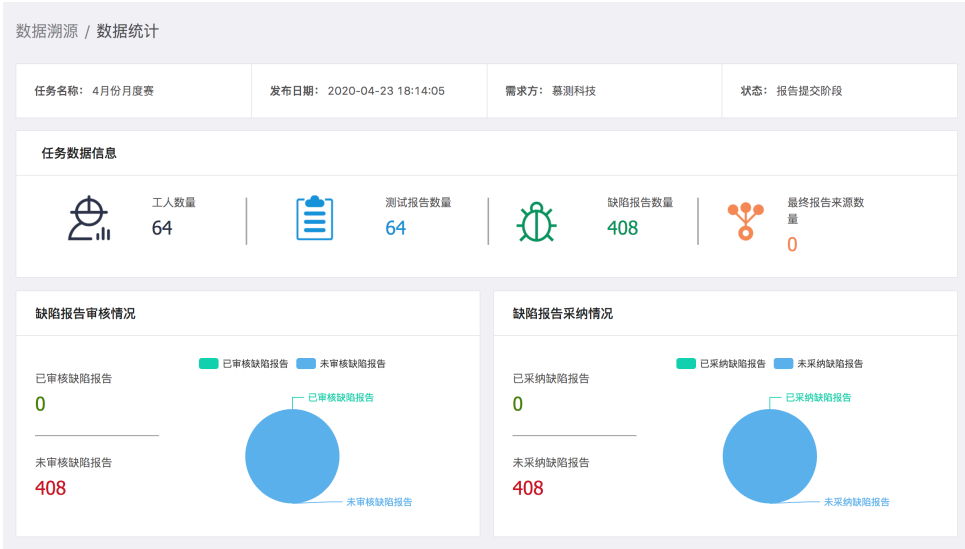 数据溯源 / 数据统计
任务名称： 4月份月度赛
发布日期： 2020-04-23 18:14:05
需求方： 慕测科技
状态： 报告提交阶段
任务数据信息
工人数量
64
测试报告数量
64
缺陷报告数量
408
最终报告来源数
量
0
缺陷报告审核情况
已审核缺陷报告 未审核缺陷报告
已审核缺陷报告
0
已审核缺陷报告
未审核缺陷报告
408
未审核缺陷报告
缺陷报告采纳情况
已采纳缺陷报告 未采纳缺陷报告
已采纳缺陷报告
0
已采纳缺陷报告
未采纳缺陷报告
408
未采纳缺陷报告